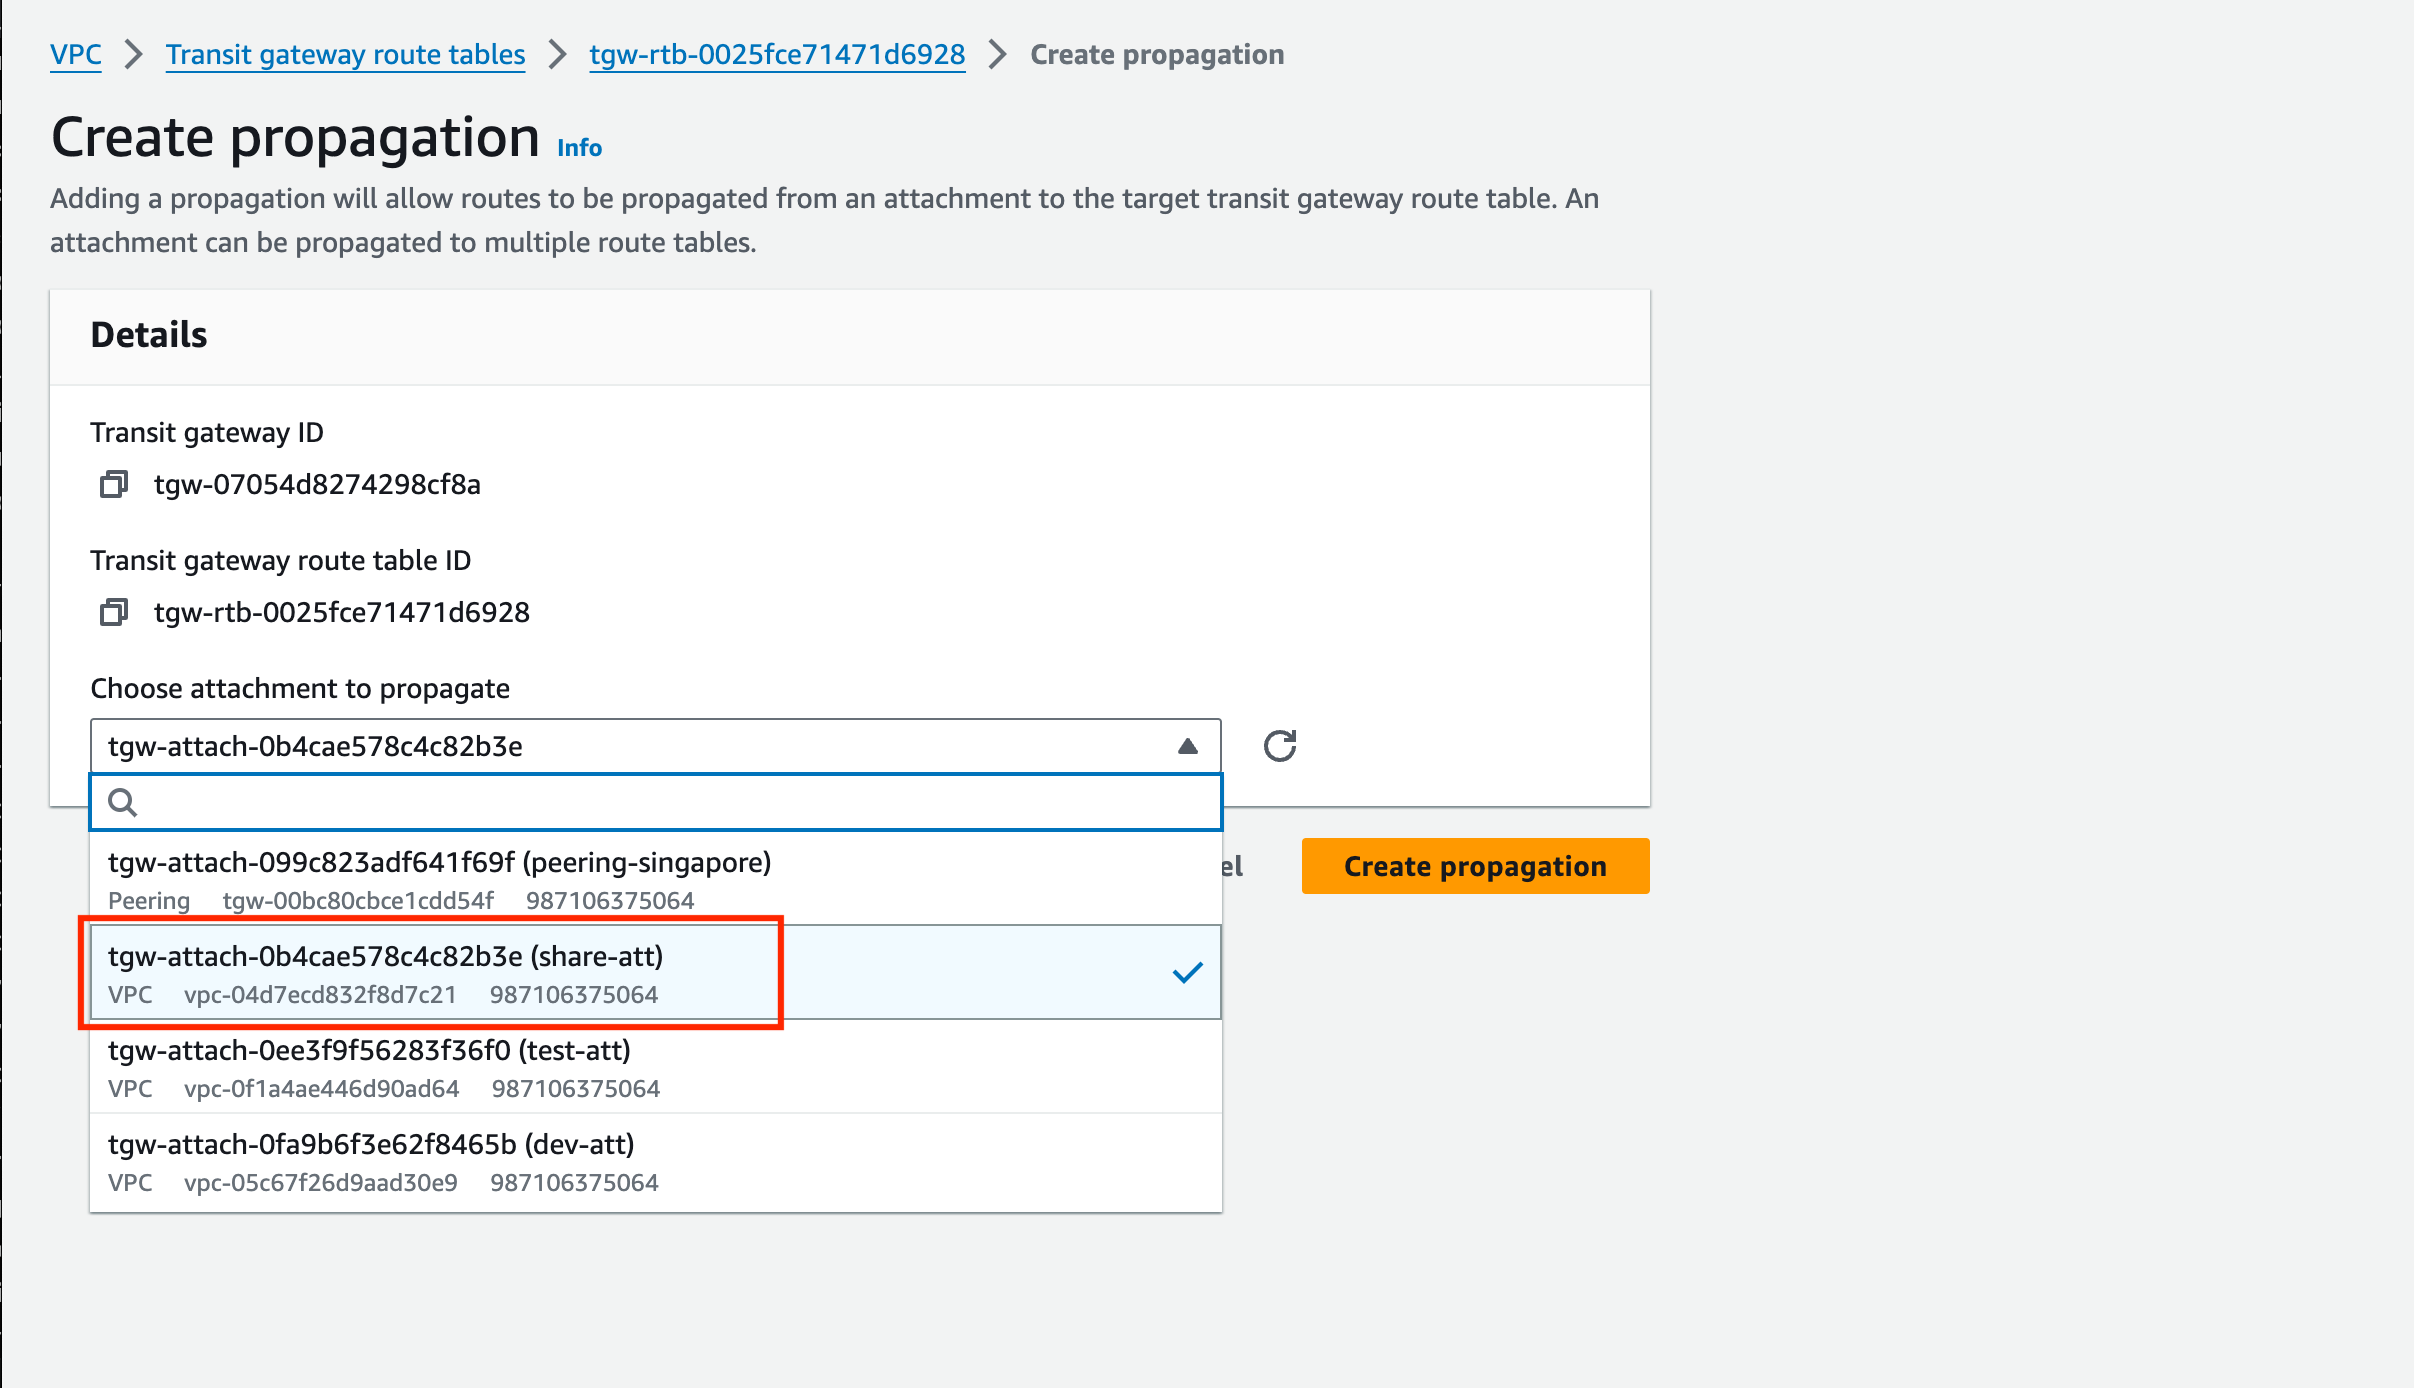 VPC > Transit gateway route tables > tgw-rtb-0025fce71471d6928 > Create propagation
Create propagation Info
Adding a propagation will allow routes to be propagated from an attachment to the target transit gateway route table. An
attachment can be propagated to multiple route tables.
Details
Transit gateway ID
tgw-07054d8274298cf8a
Transit gateway route table ID
tgw-rtb-0025fce71471d6928
Choose attachment to propagate
tgw-attach-0b4cae578c4c82b3e
tgw-attach-099c823adf641f69f (peering-singapore)
Peering tgw-00bc80cbce1cdd54f 987106375064
el
Create propagation
tgw-attach-0b4cae578c4c82b3e (share-att)
VPC vpc-04d7ecd832f8d7c21 987106375064
tgw-attach-0ee3f9f56283f36f0 (test-att)
VPC vpc-0f1a4ae446d90ad64 987106375064
tgw-attach-0fa9b6f3e62f8465b (dev-att)
VPC vpc-05c67f26d9aad30e9 987106375064